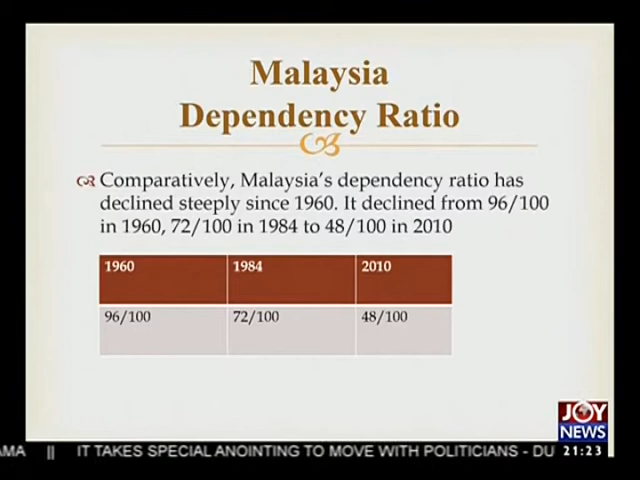 Malaysia
Dependency Ratio
Comparatively, Malaysia's dependency ratio has
declined steeply since 1960. It declined from 96/100
in 1960, 72/100 in 1984 to 48/100 in 2010
1960 1984 2010
96/100 72/100 48/100
JOY
NEWS
AMA || IT TAKES SPECIAL ANOINTING TO MOVE WITH POLITICIANS - DU 21:23